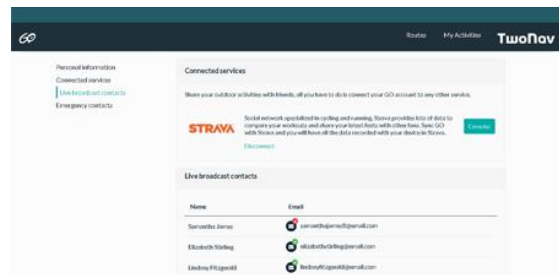 GO
Routes My Activities TwoNav
Personal information
Connected services
Live broadcast contacts
Emergency contacts
Connected services
Share your outdoor activities with friends, all you have to do is connect your GO account to any other service.
STRAVA
Social network specialized in cycling and running, Strava provides lots of data to
compare your workouts and share your latest feats with other fans. Sync GO
with Strava and you will have all the data recorded with your device in Strava.
Disconnect
Live broadcast contacts
Name Email
Samantha James
Elizabeth Stirling
Lindsey Fitzgerald